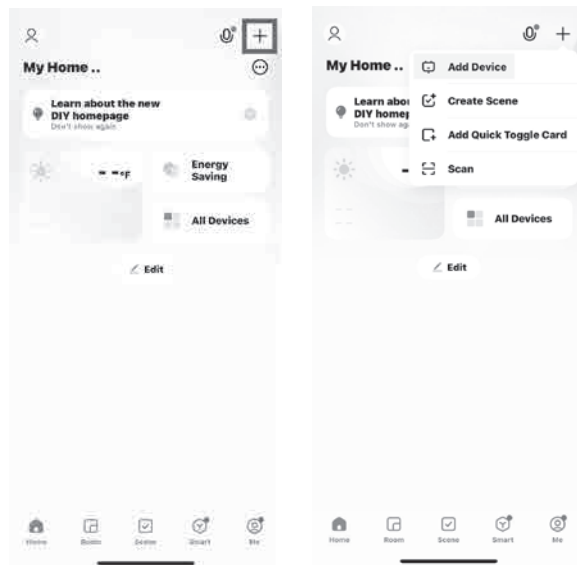 My Home ..
Learn about the new
DIY homepage
Don't show again
--°F
Energy
Saving
All Devices
Edit
Home
Room
Scene
Smart
Me
My Home ..
Add Device
Learn abou
DIY homep
Don't show ag
Create Scene
Add Quick Toggle Card
-
Scan
All Devices
Edit
Home
Room
Scene
Smart
Me